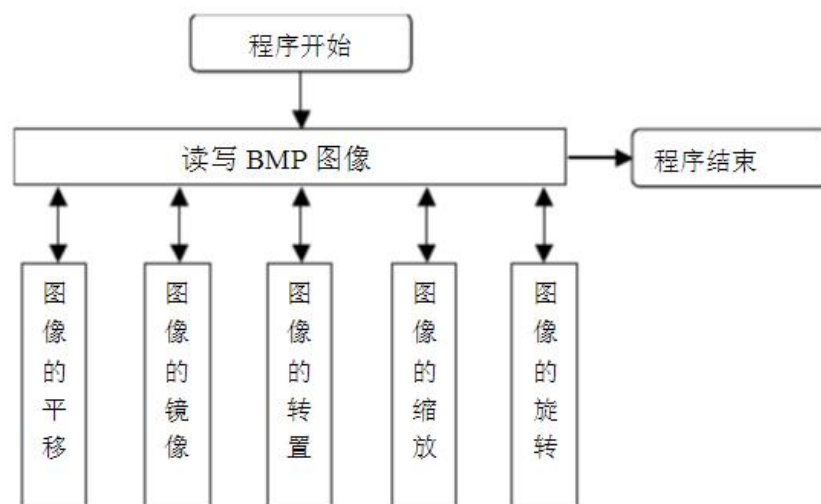 程序开始
读写 BMP 图像
程序结束
图像的平移
图像的镜像
图像的转置
图像的缩放
图像的旋转